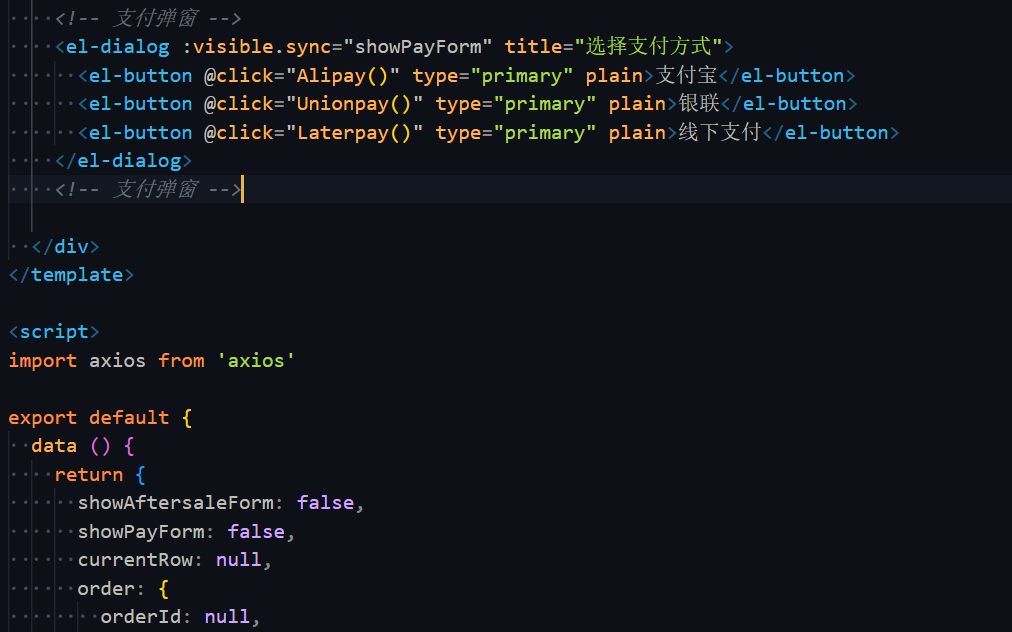 <!-- 支付弹窗 -->
<el-dialog :visible.sync="showPayForm" title="选择支付方式">
<el-button @click="Alipay()" type="primary" plain>支付宝</el-button>
<el-button @click="Unionpay()" type="primary" plain>银联</el-button>
<el-button @click="Laterpay()" type="primary" plain>线下支付</el-button>
</el-dialog>
<!-- 支付弹窗 -->
</div>
</template>
<script>
import axios from 'axios'
export default {
data () {
return {
showAftersaleForm: false,
showPayForm: false,
currentRow: null,
order: {
orderId: null,